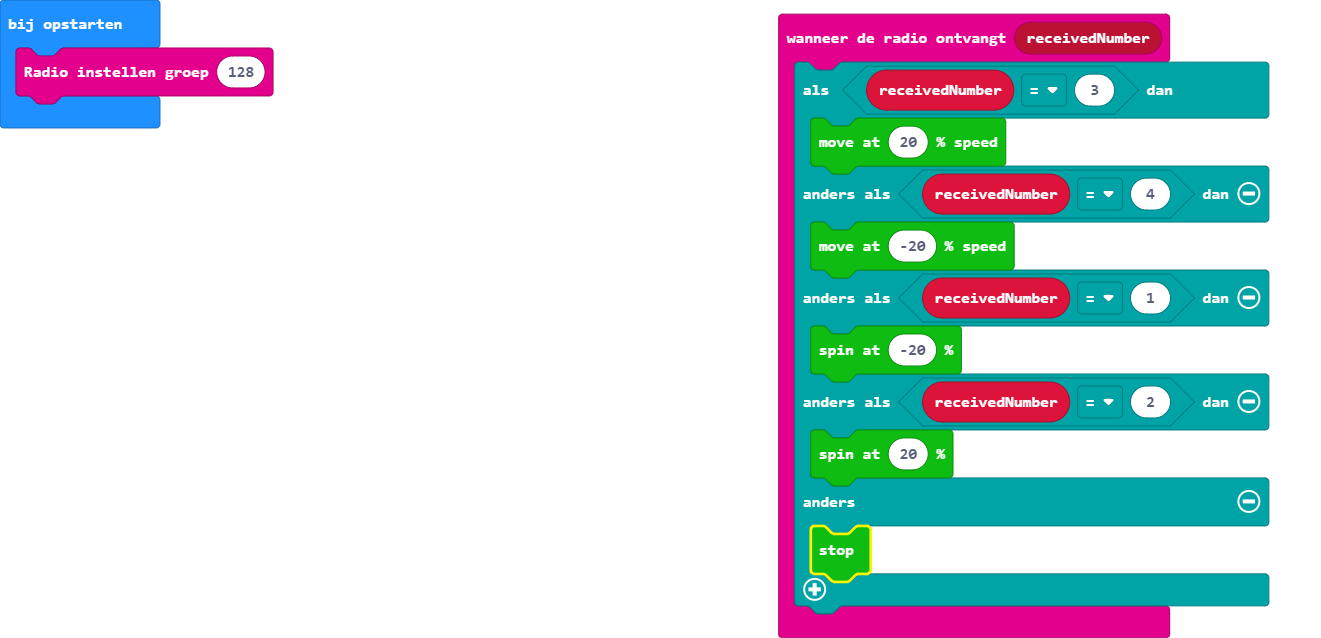 bij opstarten
Radio instellen groep 128
wanneer de radio ontvangt receivedNumber
als receivedNumber = 3 dan
move at 20 % speed
anders als receivedNumber = 4 dan
move at -20 % speed
anders als receivedNumber = 1 dan
spin at -20 %
anders als receivedNumber = 2 dan
spin at 20 %
anders
stop